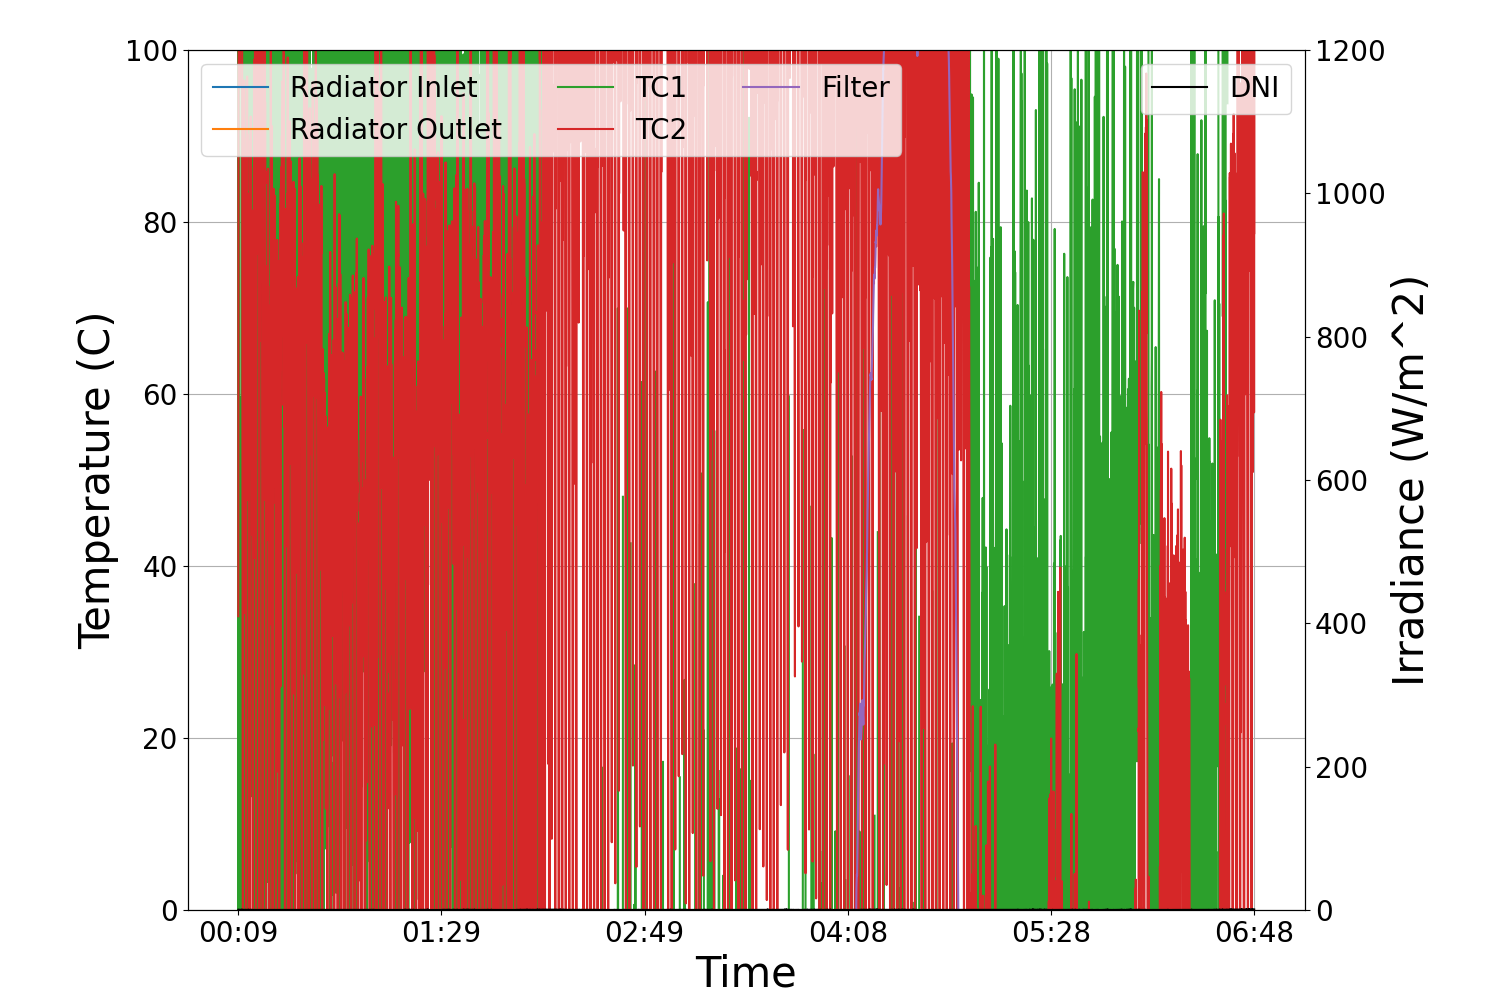 100
80
60
40
20
0
Temperature (C)
Radiator Inlet
Radiator Outlet
TC1
TC2
Filter
DNI
1200
1000
800
600
400
200
0
Irradiance (W/m^2)
00:09
01:29
02:49
04:08
05:28
06:48
Time